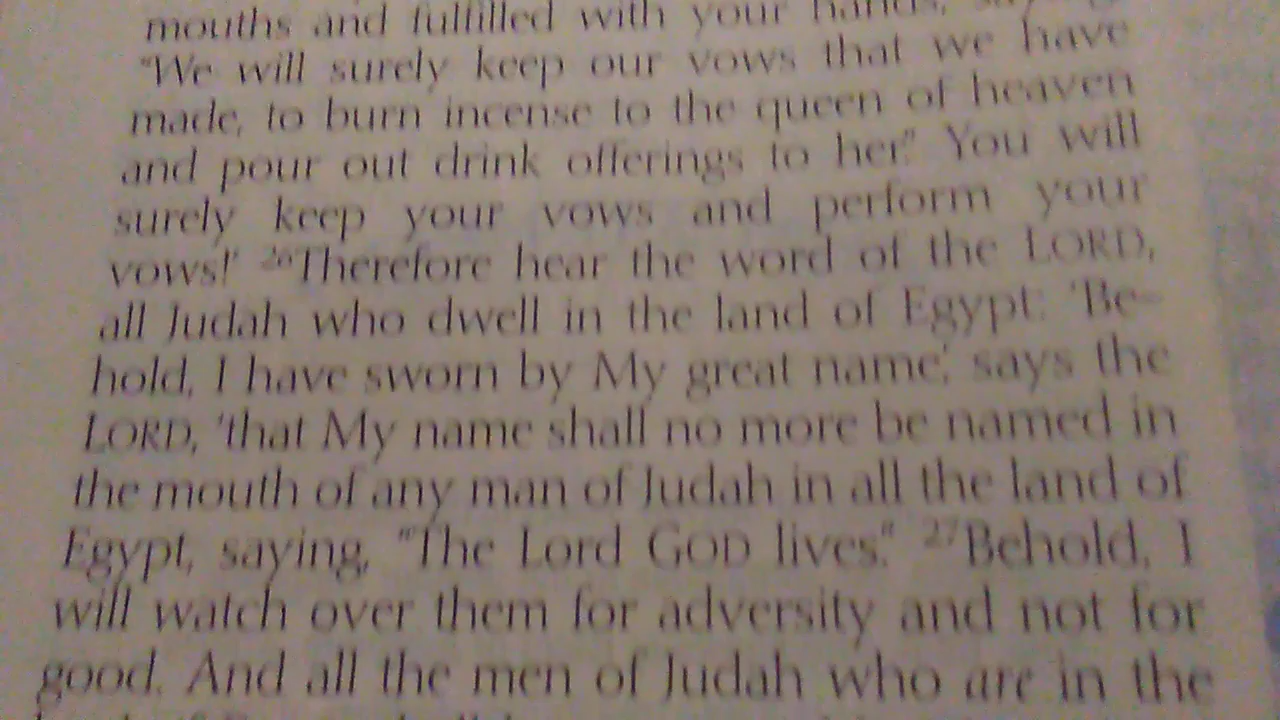 mouths and fulfilled with your hands,
"We will surely keep our vows that we have
made, to burn incense to the queen of heaven
and pour out drink offerings to her." You will
surely keep your vows and perform your
vows!' 26Therefore hear the word of the LORD,
all Judah who dwell in the land of Egypt: 'Be-
hold, I have sworn by My great name,' says the
LORD, 'that My name shall no more be named in
the mouth of any man of Judah in all the land of
Egypt, saying, "The Lord GOD lives." 27Behold, I
will watch over them for adversity and not for
good. And all the men of Judah who are in the